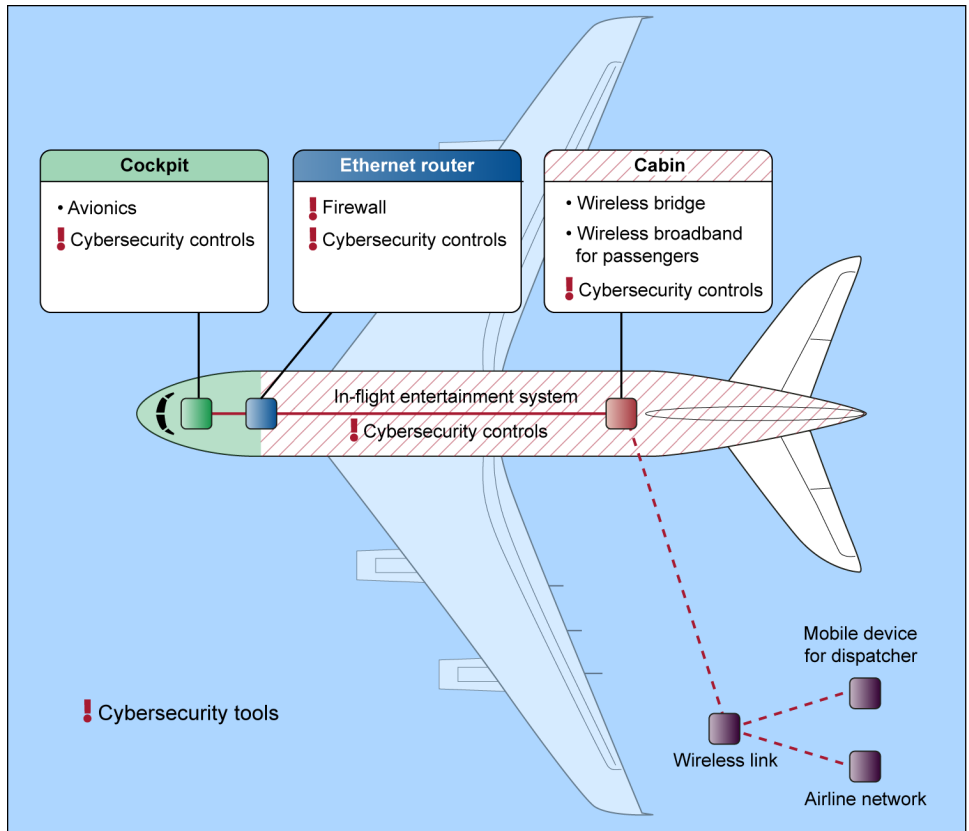 Cockpit
• Avionics
! Cybersecurity controls
Ethernet router
! Firewall
! Cybersecurity controls
Cabin
• Wireless bridge
• Wireless broadband
for passengers
! Cybersecurity controls
In-flight entertainment system
! Cybersecurity controls
Mobile device
for dispatcher
! Cybersecurity tools
Wireless link
Airline network